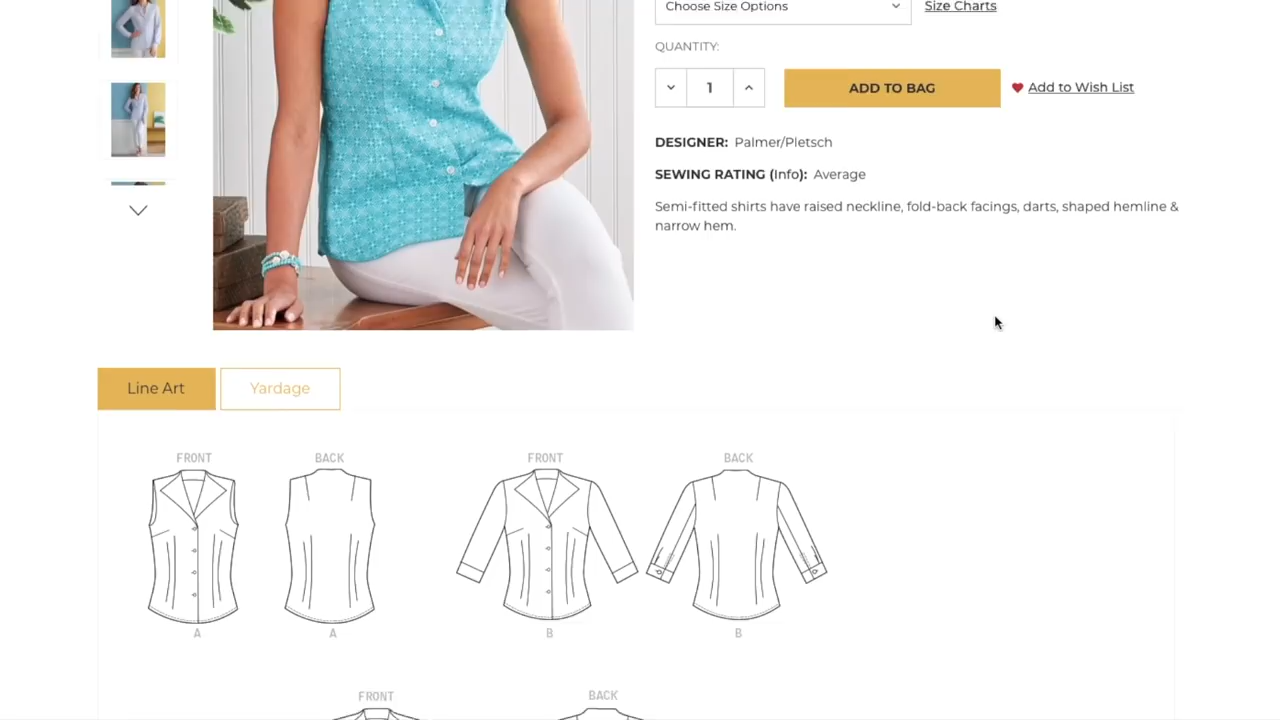 Choose Size Options
Size Charts
QUANTITY:
1
ADD TO BAG
Add to Wish List
DESIGNER: Palmer/Pletsch
SEWING RATING (Info): Average
Semi-fitted shirts have raised neckline, fold-back facings, darts, shaped hemline &
narrow hem.
Line Art
Yardage
FRONT
BACK
FRONT
BACK
A
A
B
B
FRONT
BACK